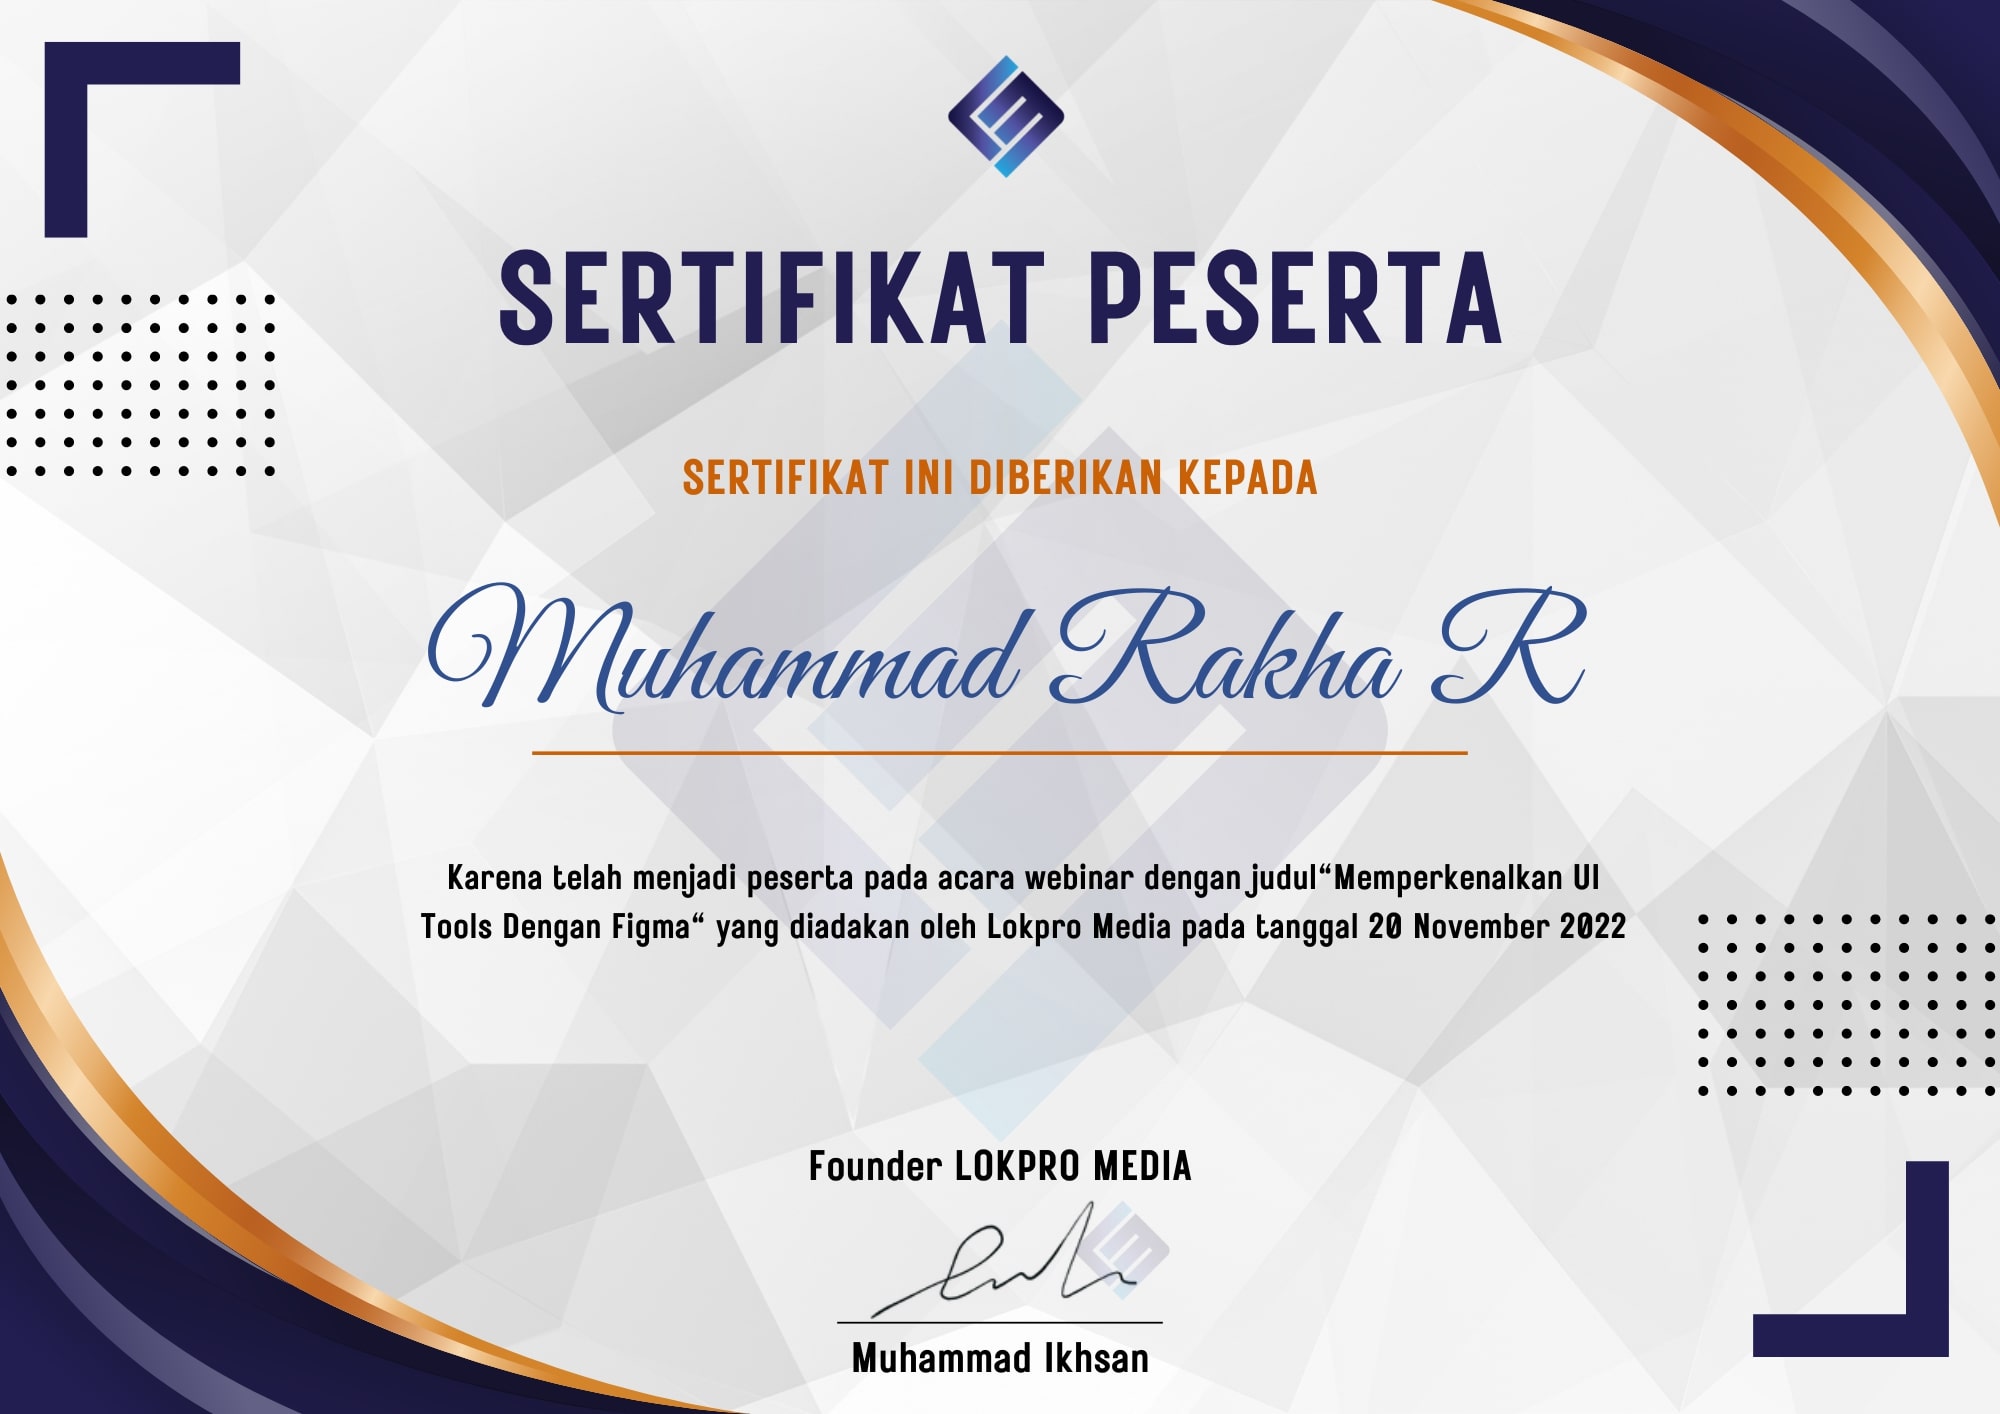 SERTIFIKAT PESERTA
SERTIFIKAT INI DIBERIKAN KEPADA
Muhammad Rakha R
Karena telah menjadi peserta pada acara webinar dengan judul“Memperkenalkan UI
Tools Dengan Figma“ yang diadakan oleh Lokpro Media pada tanggal 20 November 2022
Founder LOKPRO MEDIA
Muhammad Ikhsan